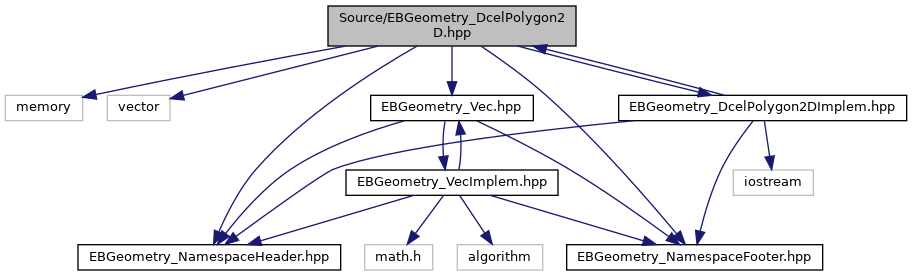 Source/EBGeometry_DcelPolygon2
D.hpp
memory
vector
EBGeometry_Vec.hpp
EBGeometry_DcelPolygon2DImplem.hpp
EBGeometry_VecImplem.hpp
iostream
EBGeometry_NamespaceHeader.hpp
math.h
algorithm
EBGeometry_NamespaceFooter.hpp